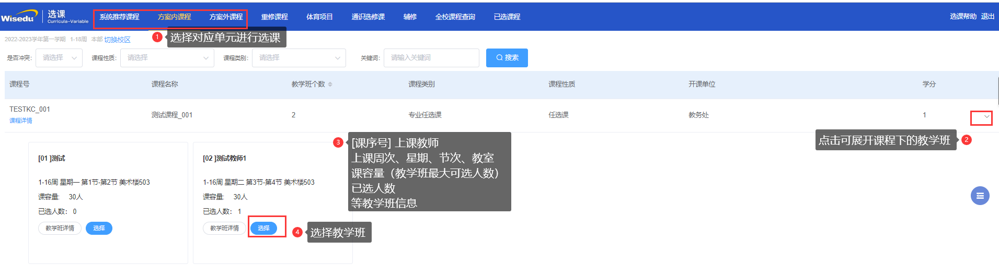 Wisedu 选课 Curricula-Variable
系统推荐课程 方案内课程 方案外课程 重修课程 体育项目 通识选修课 辅修 全校课程查询 已选课程 选课帮助 退出
2022-2023学年第一学期 1-18周 本部 切换校区
1 选择对应单元进行选课
是否冲突: 请选择 课程性质: 请选择 课程类别: 请选择 关键词: 请输入关键词 搜索
课程号 课程名称 教学班个数 课程类别 课程性质 开课单位 学分
TESTKC_001 测试课程_001 2 专业任选课 任选课 教务处 1
课程详情
点击可展开课程下的教学班 2
3 [课序号] 上课教师
上课周次、星期、节次、教室
课容量（教学班最大可选人数）
已选人数
等教学班信息
[01 ]测试
1-16周 星期一 第1节-第2节 美术楼503
课容量: 30人
已选人数: 0
教学班详情 选择
[02 ]测试教师1
1-16周 星期二 第3节-第4节 美术楼503
课容量: 30人
已选人数: 1
教学班详情 选择
4 选择教学班